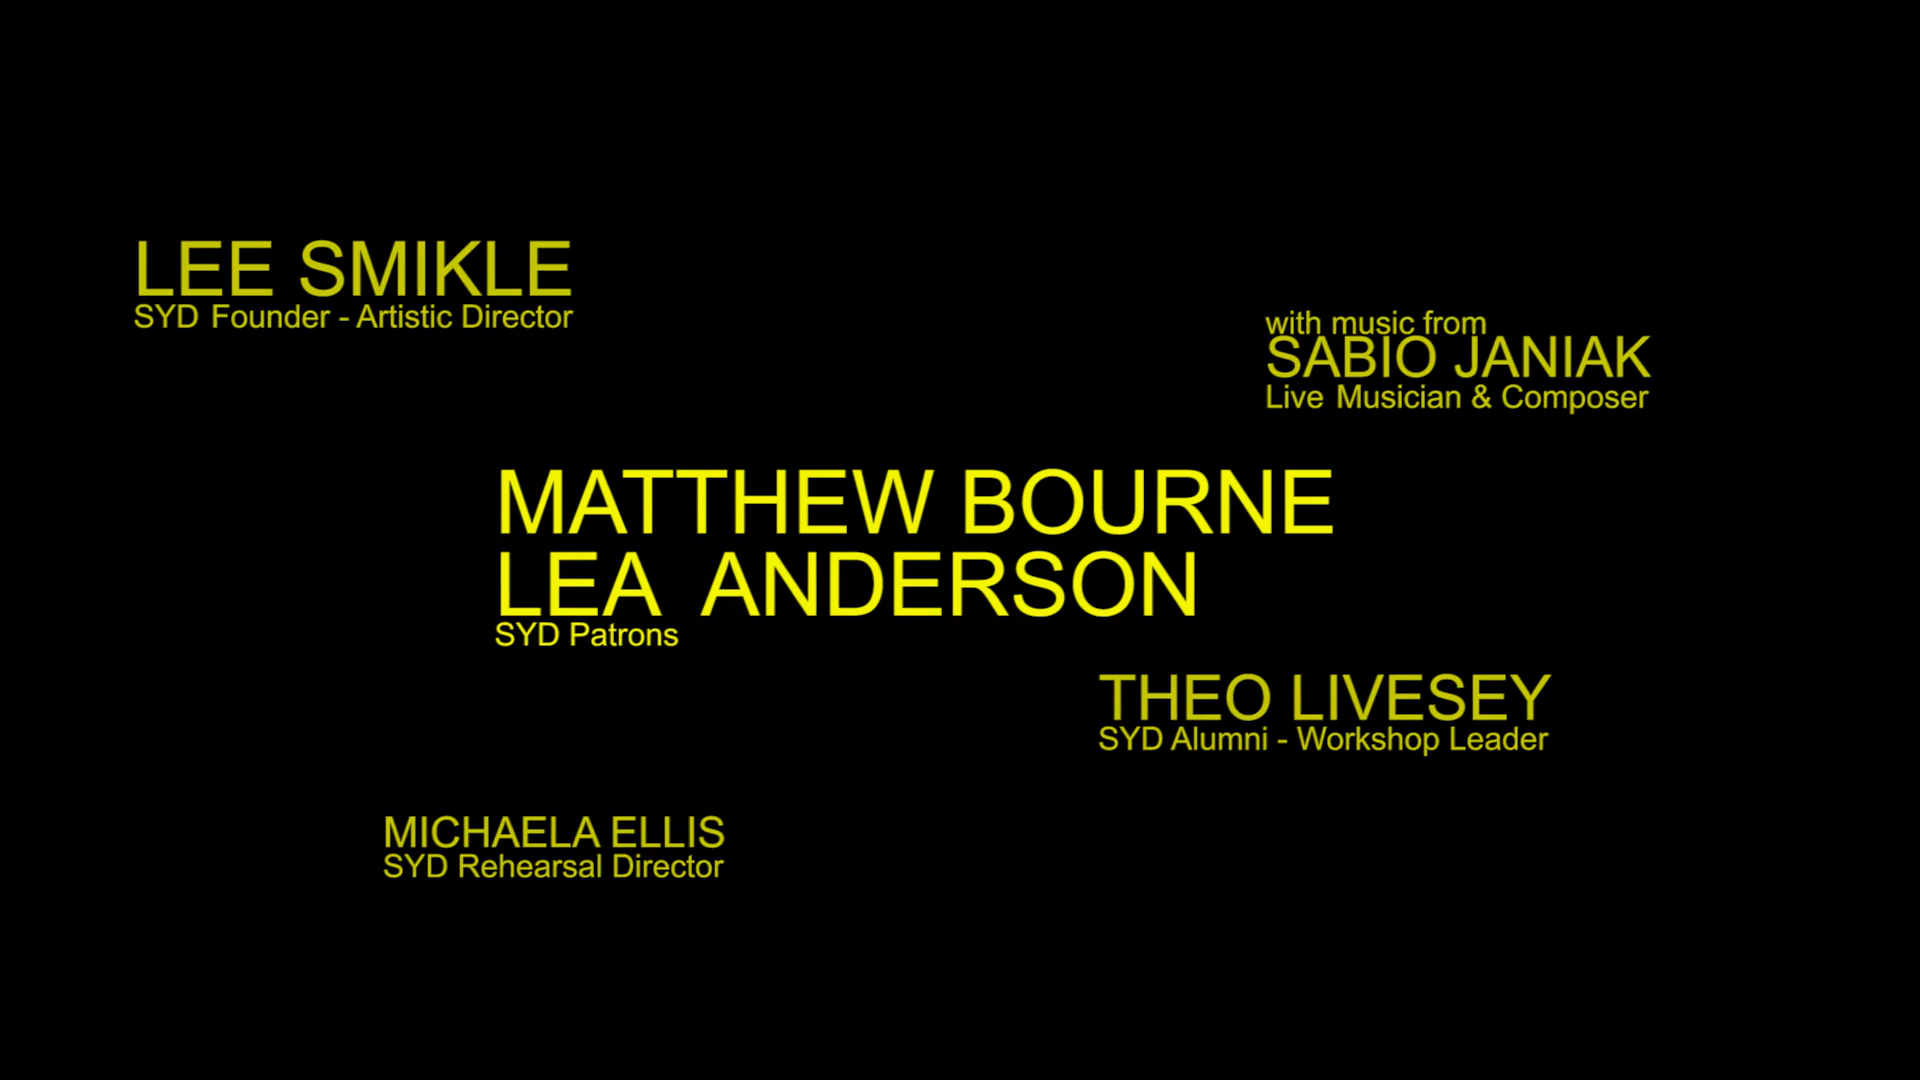 LEE SMIKLE
SYD Founder - Artistic Director
with music from
SABIO JANIAK
Live Musician & Composer
MATTHEW BOURNE
LEA ANDERSON
SYD Patrons
THEO LIVESEY
SYD Alumni - Workshop Leader
MICHAELA ELLIS
SYD Rehearsal Director